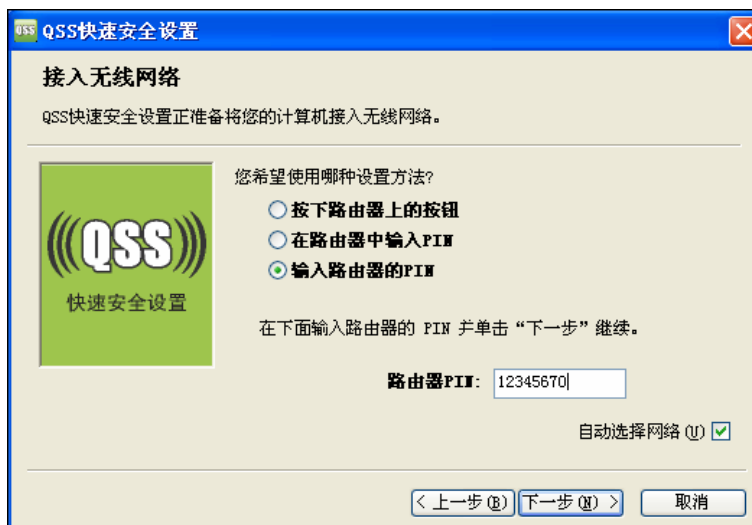 QSS QSS快速安全设置
接入无线网络
QSS快速安全设置正准备将您的计算机接入无线网络。
您希望使用哪种设置方法?
按下路由器上的按钮
在路由器中输入PIN
输入路由器的PIN
(((QSS)))
快速安全设置
在下面输入路由器的 PIN 并单击“下一步”继续。
路由器PIN: 12345670
自动选择网络(U)
< 上一步(B) 下一步(N) > 取消